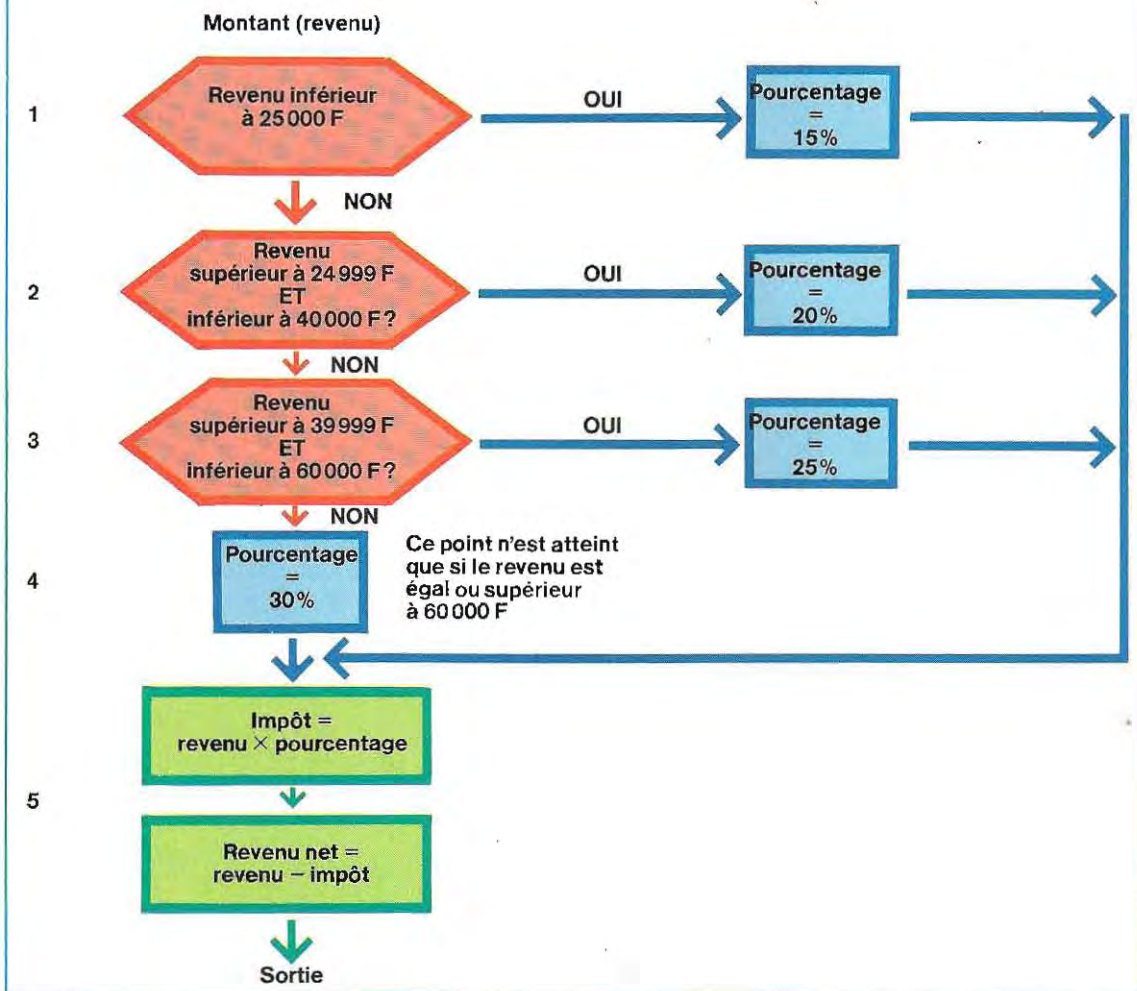 Montant (revenu)
1
Revenu inférieur
à 25 000 F
OUI
Pourcentage
=
15%
NON
2
Revenu
supérieur à 24 999 F
ET
inférieur à 40 000 F?
OUI
Pourcentage
=
20%
NON
3
Revenu
supérieur à 39 999 F
ET
inférieur à 60 000 F?
OUI
Pourcentage
=
25%
NON
4
Pourcentage
=
30%
Ce point n'est atteint
que si le revenu est
égal ou supérieur
à 60 000 F
Impôt =
revenu × pourcentage
5
Revenu net =
revenu – impôt
Sortie